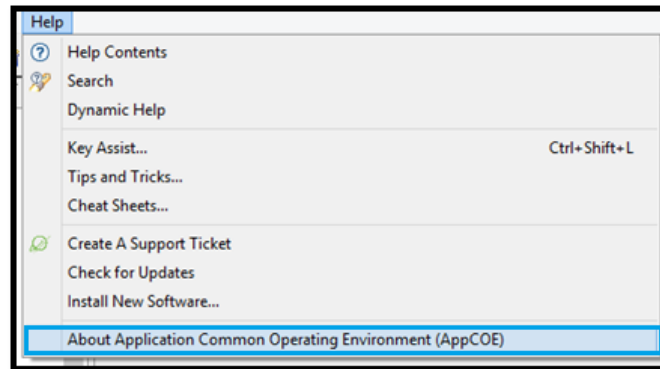 Help
Help Contents
Search
Dynamic Help
Key Assist... Ctrl+Shift+L
Tips and Tricks...
Cheat Sheets...
Create A Support Ticket
Check for Updates
Install New Software...
About Application Common Operating Environment (AppCOE)